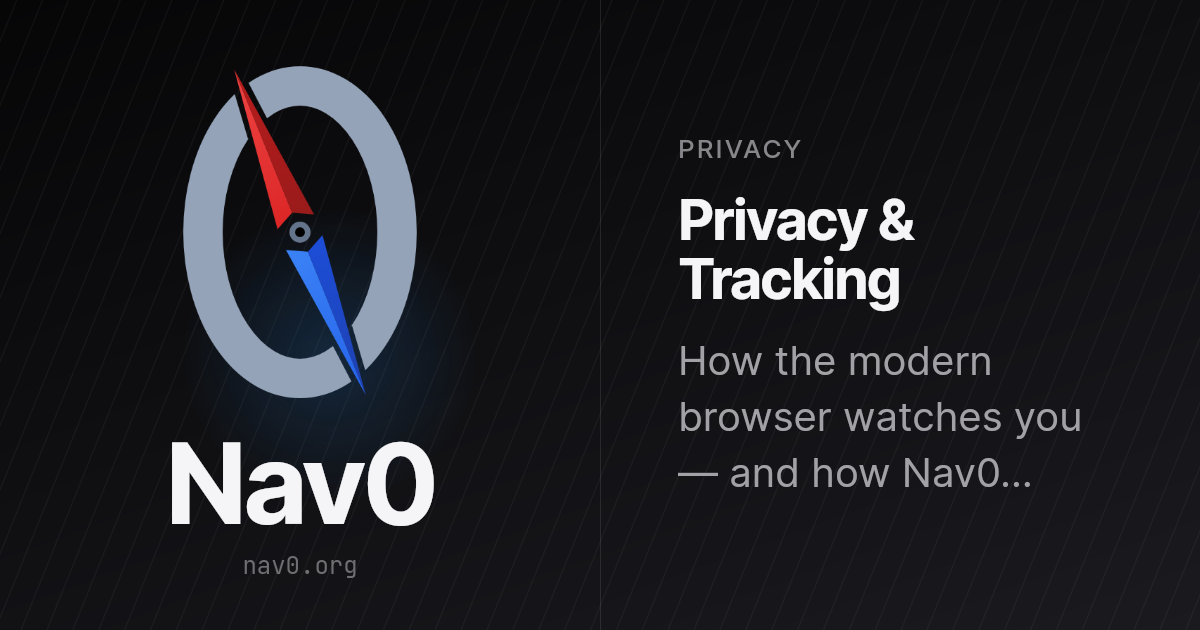 Nav0
nav0.org
PRIVACY
Privacy &
Tracking
How the modern
browser watches you
— and how Nav0...